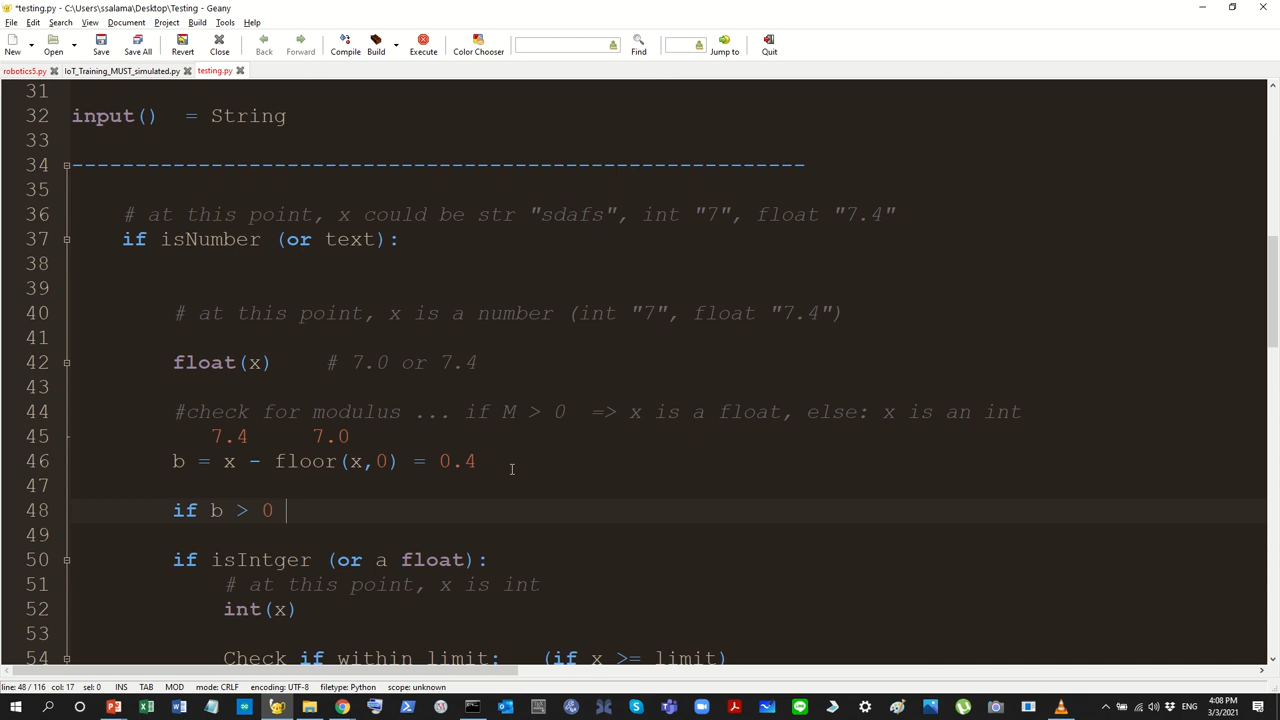 *testing.py - C:\Users\ssalama\Desktop\Testing - Geany
File Edit Search View Document Project Build Tools Help
New Open Save Save All Revert Close Back Forward Compile Build Execute Color Chooser Find Jump to Quit
robotics5.py IoT_Training_MUST_simulated.py testing.py
31
32 input() = String
33
34 ----------------------------------------------------------
35
36 # at this point, x could be str "sdafs", int "7", float "7.4"
37 if isNumber (or text):
38
39
40 # at this point, x is a number (int "7", float "7.4")
41
42 float(x) # 7.0 or 7.4
43
44 #check for modulus ... if M > 0 => x is a float, else: x is an int
45 7.4 7.0
46 b = x - floor(x,0) = 0.4
47
48 if b > 0
49
50 if isIntger (or a float):
51 # at this point, x is int
52 int(x)
53
54 Check if within limit: (if x >= limit)
line: 48 / 116 col: 17 sel: 0 INS TAB MOD mode: CRLF encoding: UTF-8 filetype: Python scope: unknown
ENG 4:08 PM
3/3/2021